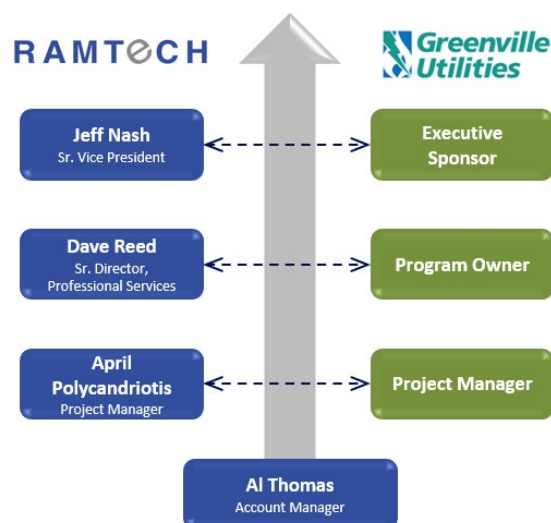 RAMTECH
Greenville
Utilities
Jeff Nash
Sr. Vice President
Executive
Sponsor
Dave Reed
Sr. Director,
Professional Services
Program Owner
April
Polycandriotis
Project Manager
Project Manager
Al Thomas
Account Manager